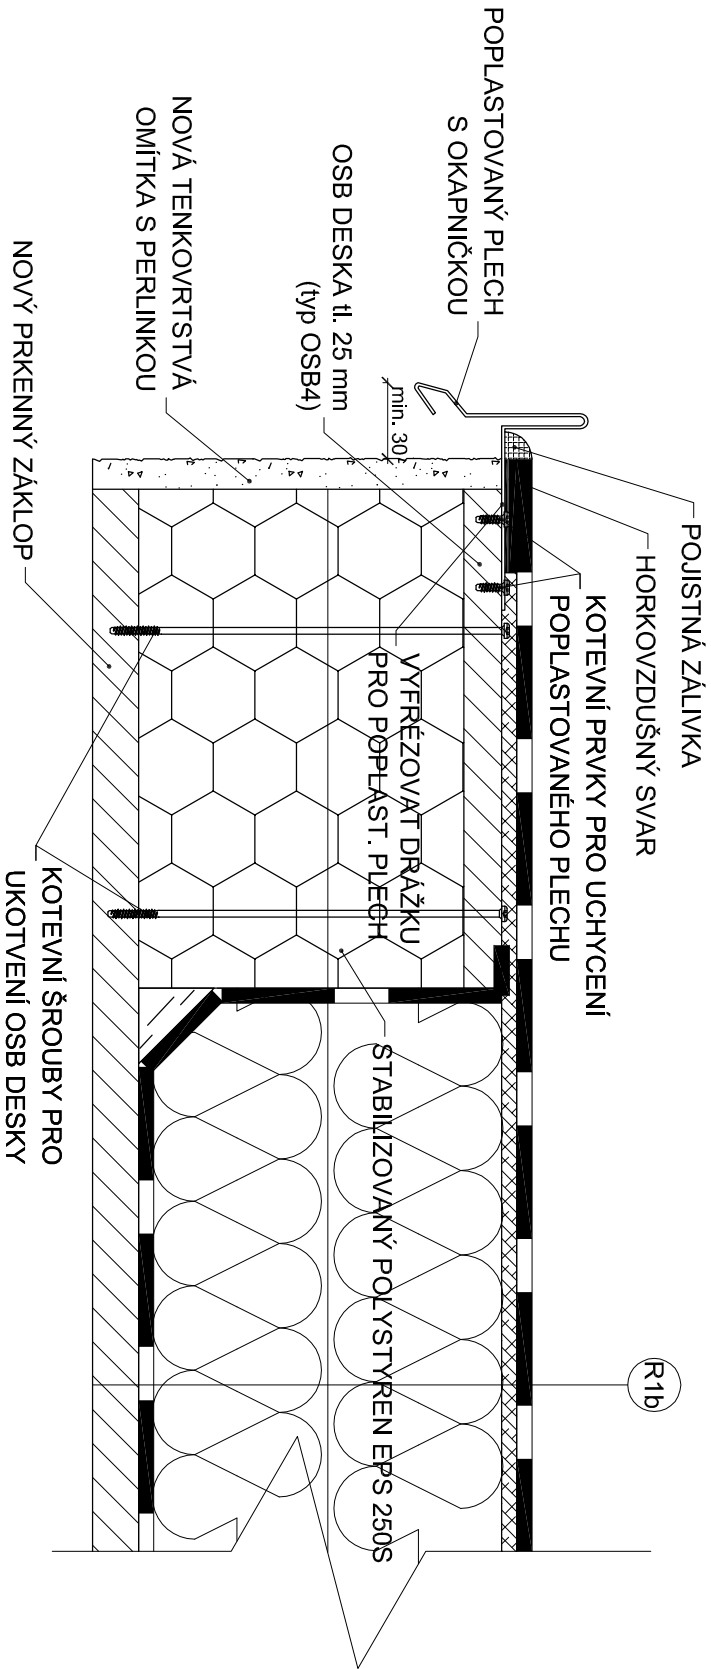 POJISTNÁ ZÁLIVKA
HORKOVZDUŠNÝ SVAR
KOTEVNÍ PRVKY PRO UCHYCENÍ
POPLASTOVANÉHO PLECHU
POPLASTOVANÝ PLECH
S OKAPNIČKOU
R1b
VYFRÉZOVAT DRÁŽKU
PRO POPLAST. PLECH
min. 30
STABILIZOVANÝ POLYSTYREN EPS 250S
OSB DESKA tl. 25 mm
(typ OSB4)
NOVÁ TENKOVRTSTVÁ
OMÍTKA S PERLINKOU
NOVÝ PRKENNÝ ZÁKLOP
KOTEVNÍ ŠROUBY PRO
UKOTVENÍ OSB DESKY